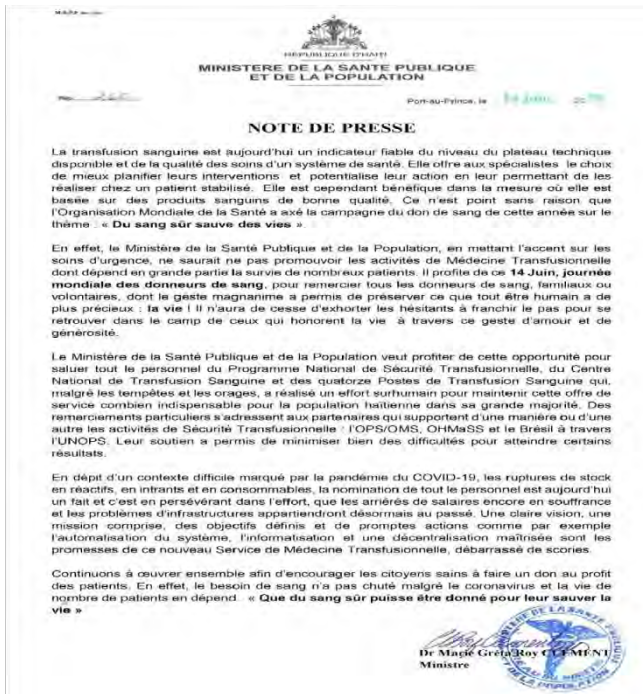 RÉPUBLIQUE D'HAÏTI
MINISTERE DE LA SANTE PUBLIQUE
ET DE LA POPULATION
Port-au-Prince, le
NOTE DE PRESSE
La transfusion sanguine est aujourd'hui un indicateur fiable du niveau du plateau technique
disponible et de la qualité des soins d'un système de santé. Elle offre aux spécialistes le choix
de mieux planifier leurs interventions et potentialise leur action en leur permettant de les
réaliser chez un patient stabilisé. Elle est cependant bénéfique dans la mesure où elle est
basée sur des produits sanguins de bonne qualité. Ce n'est point sans raison que
l'Organisation Mondiale de la Santé a axé la campagne du don de sang de cette année sur le
thème : « Du sang sûr sauve des vies ».
En effet, le Ministère de la Santé Publique et de la Population, en mettant l'accent sur les
soins d'urgence, ne saurait ne pas promouvoir les activités de Médecine Transfusionnelle
dont dépend en grande partie la survie de nombreux patients. Il profite de ce 14 Juin, journée
mondiale des donneurs de sang, pour remercier tous les donneurs de sang, familiaux ou
volontaires, dont le geste magnanime a permis de préserver ce que tout être humain a de
plus précieux : la vie ! Il n'aura de cesse d'exhorter les hésitants à franchir le pas pour se
retrouver dans le camp de ceux qui honorent la vie à travers ce geste d'amour et de
générosité.
Le Ministère de la Santé Publique et de la Population veut profiter de cette opportunité pour
saluer tout le personnel du Programme National de Sécurité Transfusionnelle, du Centre
National de Transfusion Sanguine et des quatorze Postes de Transfusion Sanguine qui,
malgré les tempêtes et les orages, a réalisé un effort surhumain pour maintenir cette offre de
service combien indispensable pour la population haïtienne dans sa grande majorité. Des
remerciements particuliers s'adressent aux partenaires qui supportent d'une manière ou d'une
autre les activités de Sécurité Transfusionnelle : l'OPS/OMS, OHMaSS et le Brésil à travers
l'UNOPS. Leur soutien a permis de minimiser bien des difficultés pour atteindre certains
résultats.
En dépit d'un contexte difficile marqué par la pandémie du COVID-19, les ruptures de stock
en réactifs, en intrants et en consommables, la nomination de tout le personnel est aujourd'hui
un fait et c'est en persévérant dans l'effort, que les arriérés de salaires encore en souffrance
et les problèmes d'infrastructures appartiendront désormais au passé. Une claire vision, une
mission comprise, des objectifs définis et de promptes actions comme par exemple
l'automatisation du système, l'informatisation et une décentralisation maîtrisée sont les
promesses de ce nouveau Service de Médecine Transfusionnelle, débarrassé de scories.
Continuons à œuvrer ensemble afin d'encourager les citoyens sains à faire un don au profit
des patients. En effet, le besoin de sang n'a pas chuté malgré le coronavirus et la vie de
nombre de patients en dépend. « Que du sang sûr puisse être donné pour leur sauver la
vie »
Dr Marie Gréta Roy CLÉMENT
Ministre